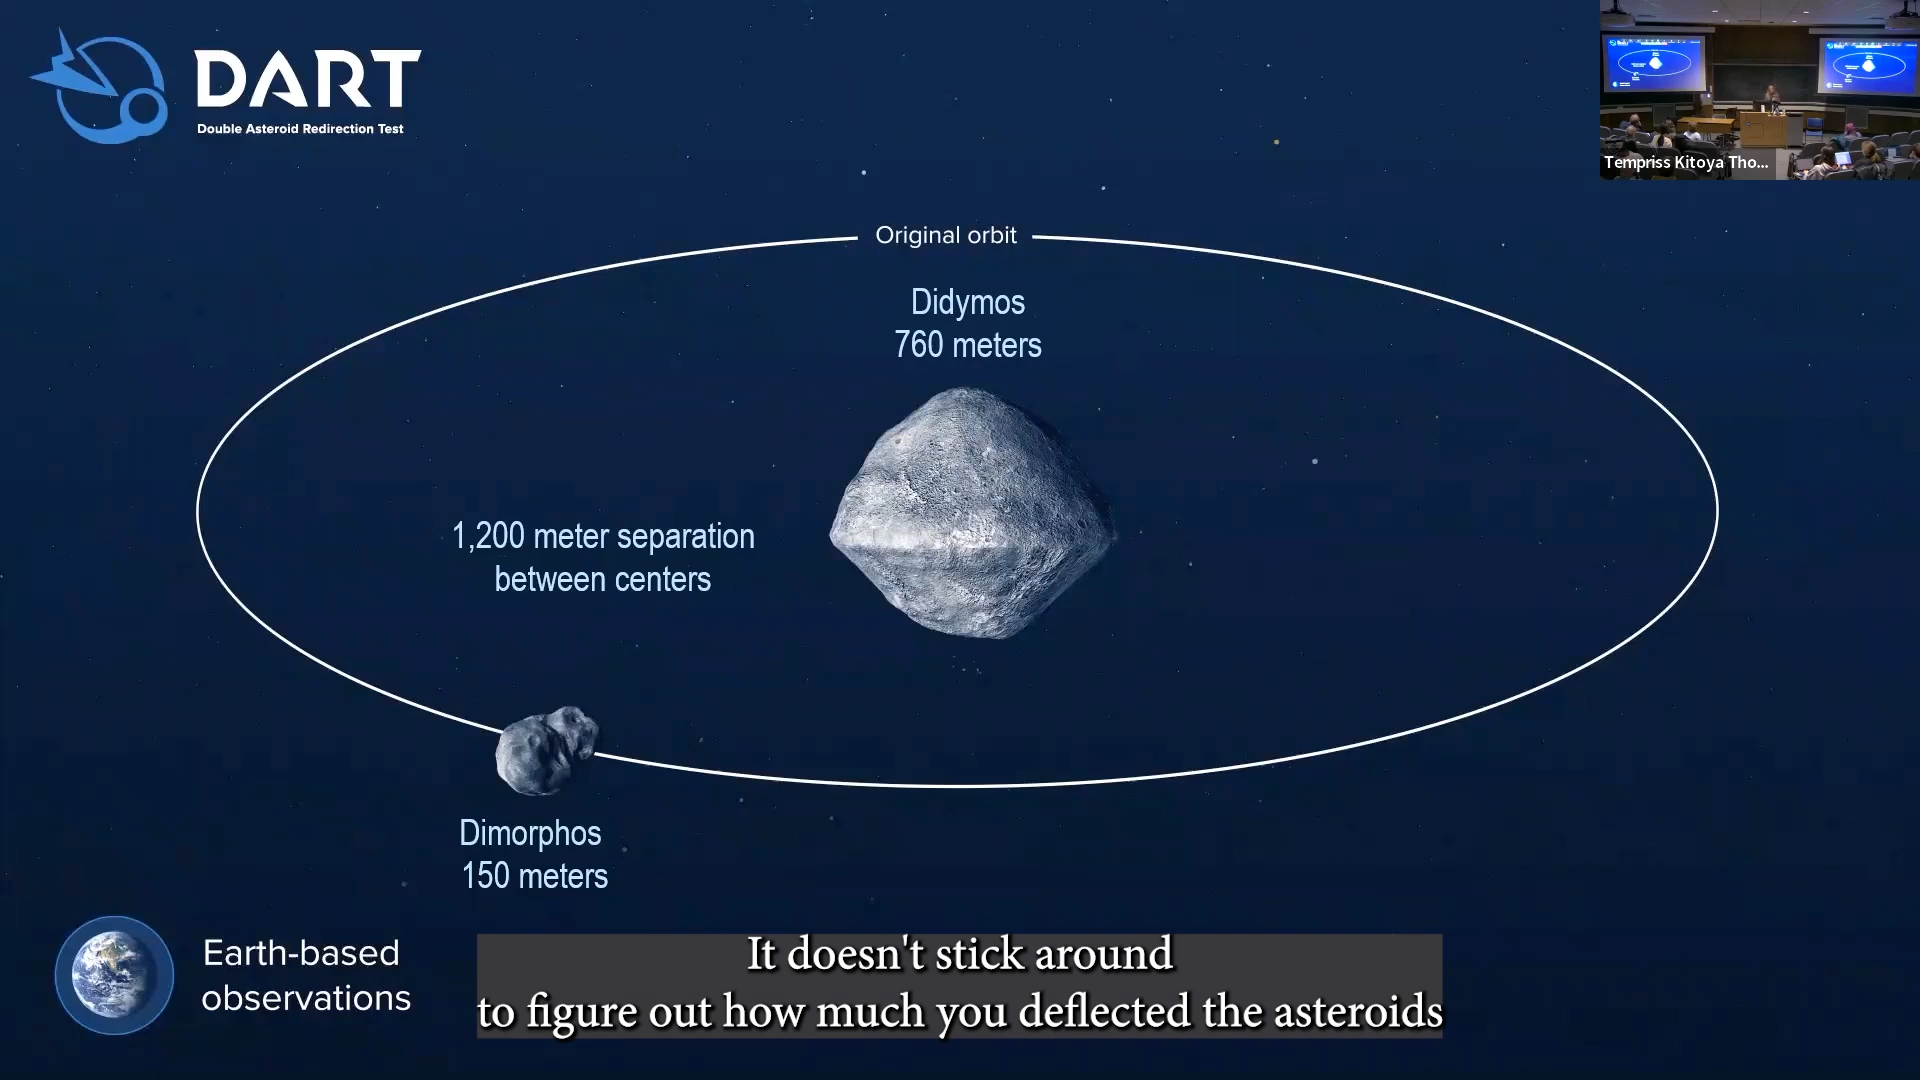 DART
Double Asteroid Redirection Test
Tempriss Kitoya Tho...
Original orbit
Didymos
760 meters
1,200 meter separation
between centers
Dimorphos
150 meters
Earth-based
observations
It doesn't stick around
to figure out how much you deflected the asteroids